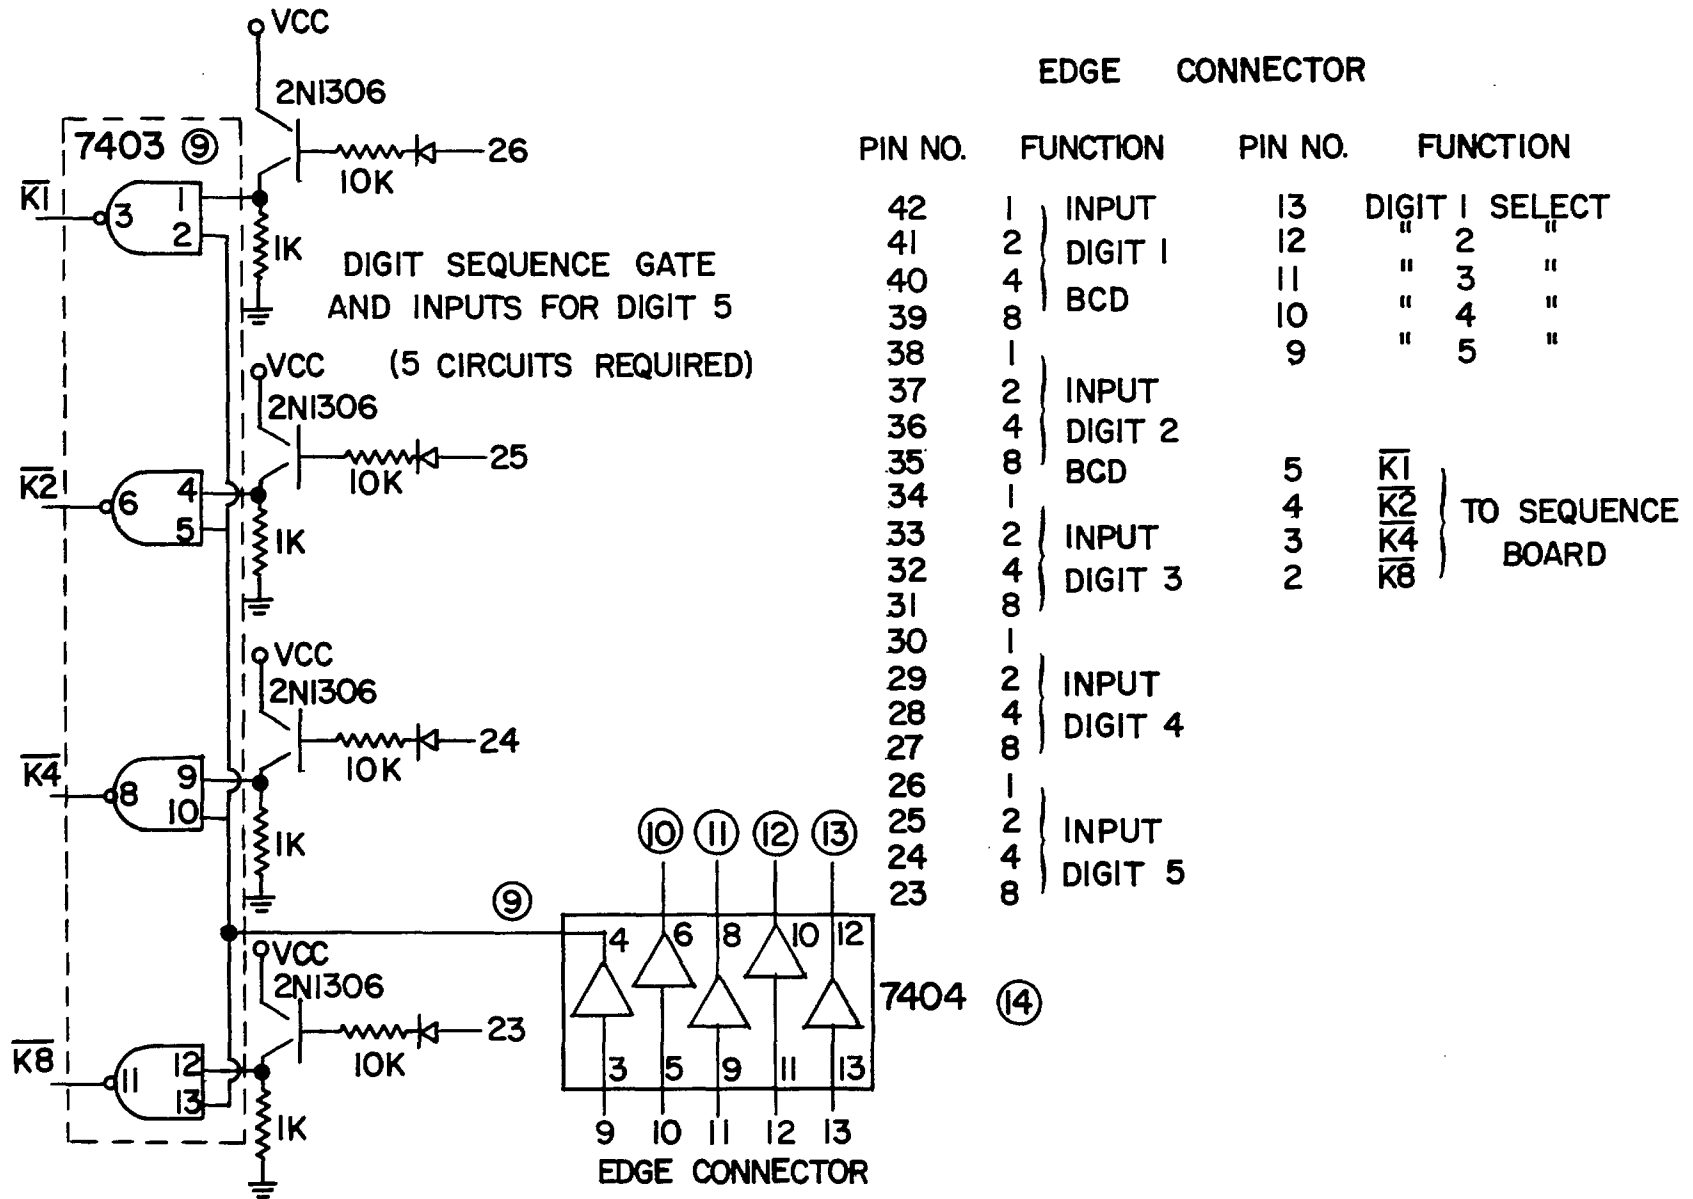 VCC
2N1306
7403 ⑨
26
10K
K̅1̅
3
1
2
1K
DIGIT SEQUENCE GATE
AND INPUTS FOR DIGIT 5
(5 CIRCUITS REQUIRED)
VCC
2N1306
25
10K
K̅2̅
6
4
5
1K
VCC
2N1306
24
10K
K̅4̅
8
9
10
1K
VCC
2N1306
23
10K
K̅8̅
11
12
13
1K
⑨ ⑩ ⑪ ⑫ ⑬
4 6 8 10 12
7404 ⑭
3 5 9 11 13
9 10 11 12 13
EDGE CONNECTOR
EDGE CONNECTOR
PIN NO. FUNCTION PIN NO. FUNCTION
42 1 INPUT 13 DIGIT 1 SELECT
41 2 DIGIT 1 12 " 2 "
40 4 BCD 11 " 3 "
39 8 10 " 4 "
38 1 9 " 5 "
37 2 INPUT
36 4 DIGIT 2
35 8 BCD 5 K̅1̅
34 1 4 K̅2̅ TO SEQUENCE
33 2 INPUT 3 K̅4̅ BOARD
32 4 DIGIT 3 2 K̅8̅
31 8
30 1
29 2 INPUT
28 4 DIGIT 4
27 8
26 1
25 2 INPUT
24 4 DIGIT 5
23 8